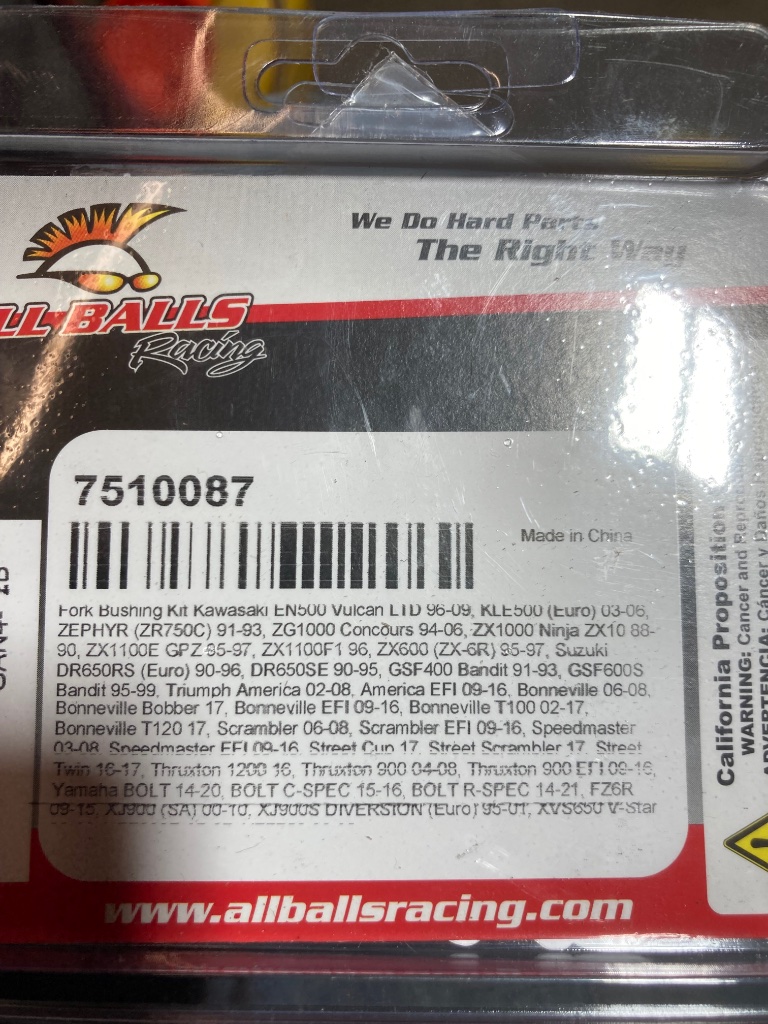 We Do Hard Parts
The Right Way
LL BALLS
Racing
7510087
Made in China
Fork Bushing Kit Kawasaki EN500 Vulcan LTD 96-09, KLE500 (Euro) 03-06,
ZEPHYR (ZR750C) 91-93, ZG1000 Concours 94-06, ZX1000 Ninja ZX10 88-
90, ZX1100E GPZ 95-97, ZX1100F1 96, ZX600 (ZX-6R) 95-97, Suzuki
DR650RS (Euro) 90-96, DR650SE 90-95, GSF400 Bandit 91-93, GSF600S
Bandit 95-99, Triumph America 02-08, America EFI 09-16, Bonneville 06-08,
Bonneville Bobber 17, Bonneville EFI 09-16, Bonneville T100 02-17,
Bonneville T120 17, Scrambler 06-08, Scrambler EFI 09-16, Speedmaster
03-08, Speedmaster EFI 09-16, Street Cup 17, Street Scrambler 17, Street
Twin 16-17, Thruxton 1200 16, Thruxton 900 04-08, Thruxton 900 EFI 09-16,
Yamaha BOLT 14-20, BOLT C-SPEC 15-16, BOLT R-SPEC 14-21, FZ6R
09-15, XJ900 (SA) 00-10, XJ900S DIVERSION (Euro) 95-01, XVS650 V-Star
www.allballsracing.com
California Proposition
WARNING: Cancer and
ADVERTENCIA: Cáncer y Daños